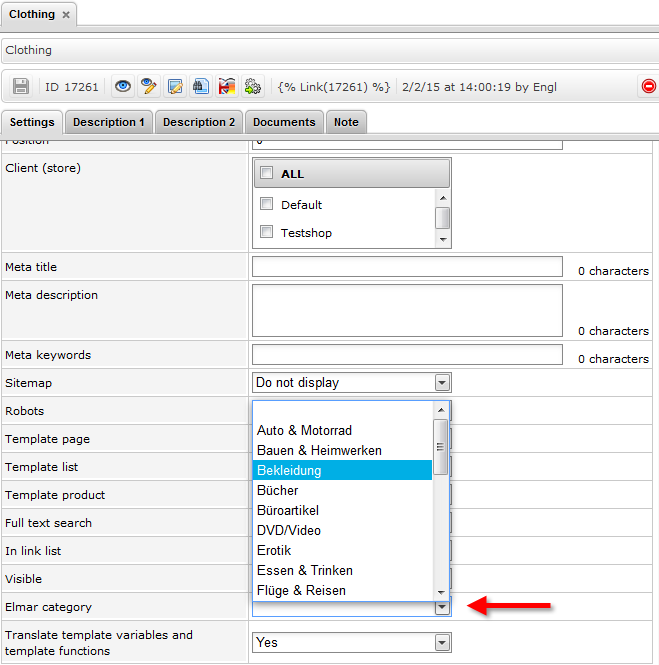 Clothing
Clothing
ID 17261 {% Link(17261) %} 2/2/15 at 14:00:19 by Engl
Settings Description 1 Description 2 Documents Note
Client (store)
ALL
Default
Testshop
Meta title 0 characters
Meta description
0 characters
Meta keywords 0 characters
Sitemap Do not display
Robots
Auto & Motorrad
Template page
Bauen & Heimwerken
Template list Bekleidung
Template product Bücher
Büroartikel
Full text search DVD/Video
In link list Erotik
Visible Essen & Trinken
Flüge & Reisen
Elmar category
Translate template variables and
template functions
Yes